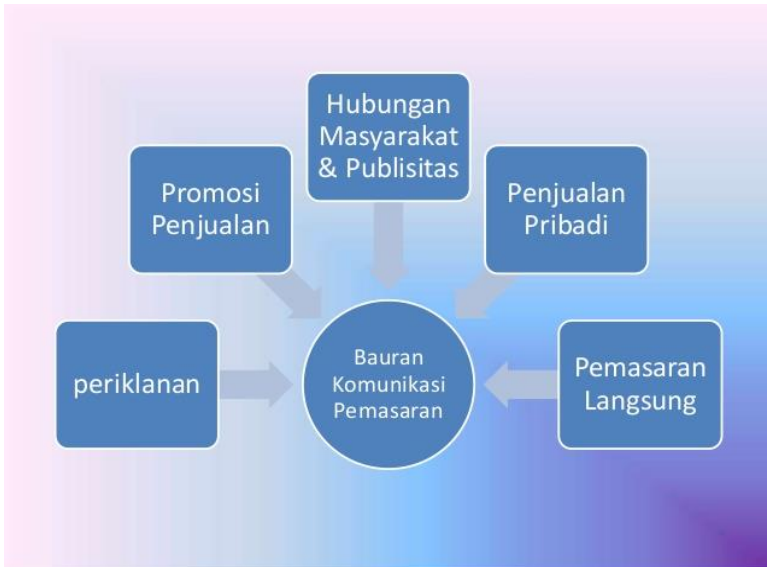 Hubungan
Masyarakat
& Publisitas
Promosi
Penjualan
Penjualan
Pribadi
periklanan
Bauran
Komunikasi
Pemasaran
Pemasaran
Langsung